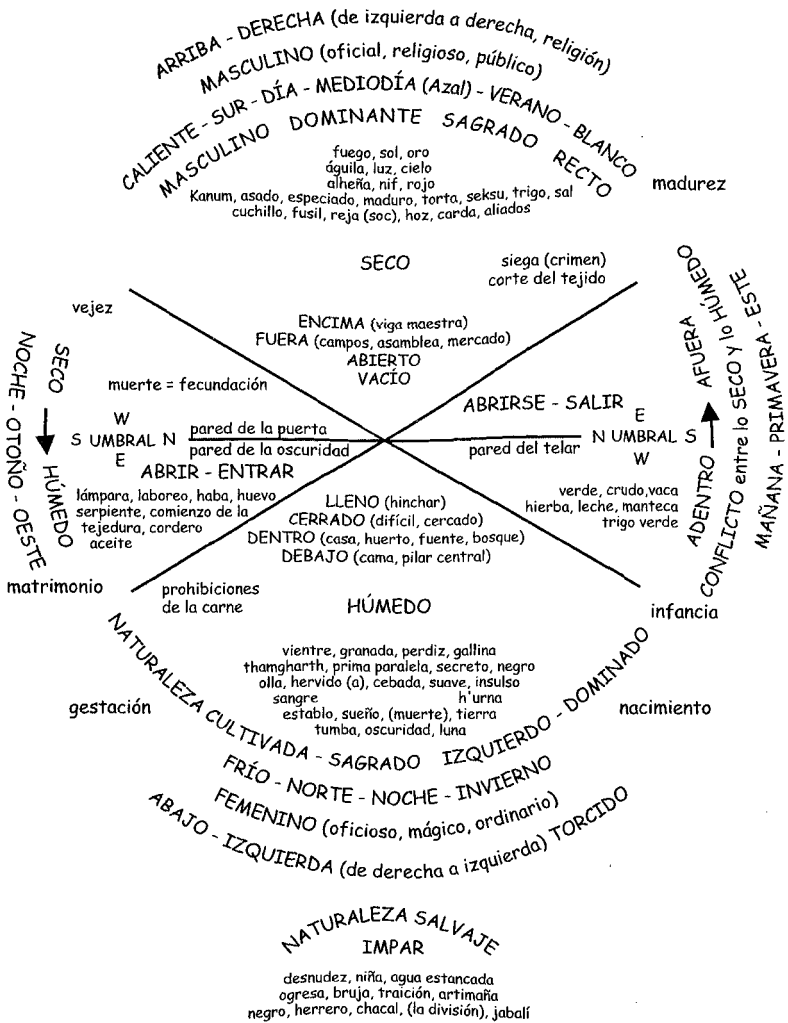 ARRIBA - DERECHA (de izquierda a derecha, religión)
MASCULINO (oficial, religioso, público)
CALIENTE - SUR - DÍA - MEDIODÍA (Azal) - VERANO - BLANCO
MASCULINO DOMINANTE SAGRADO RECTO
fuego, sol, oro
águila, luz, cielo
alheña, nif, rojo
Kanum, asado, especiado, maduro, torta, seksu, trigo, sal
cuchillo, fusil, reja (soc), hoz, carda, aliados
madurez
SECO
siega (crimen)
corte del tejido
vejez
ENCIMA (viga maestra)
FUERA (campos, asamblea, mercado)
ABIERTO
VACÍO
NOCHE - OTOÑO - OESTE
SECO
HÚMEDO
muerte = fecundación
W
S UMBRAL N
E
pared de la puerta
pared de la oscuridad
ABRIR - ENTRAR
lámpara, laboreo, haba, huevo
serpiente, comienzo de la
tejedura, cordero
aceite
ABRIRSE - SALIR
E
N UMBRAL S
W
pared del telar
verde, crudo,vaca
hierba, leche, manteca
trigo verde
ADENTRO
AFUERA
CONFLICTO entre lo SECO y lo HÚMEDO
MAÑANA - PRIMAVERA - ESTE
LLENO (hinchar)
CERRADO (difícil, cercado)
DENTRO (casa, huerto, fuente, bosque)
DEBAJO (cama, pilar central)
matrimonio
prohibiciones
de la carne
HÚMEDO
infancia
vientre, granada, perdiz, gallina
thamgharth, prima paralela, secreto, negro
olla, hervido (a), cebada, suave, insulso
sangre h'urna
establo, sueño, (muerte), tierra
tumba, oscuridad, luna
gestación
nacimiento
NATURALEZA CULTIVADA - SAGRADO IZQUIERDO - DOMINADO
FRÍO - NORTE - NOCHE - INVIERNO
FEMENINO (oficioso, mágico, ordinario)
ABAJO - IZQUIERDA (de derecha a izquierda) TORCIDO
NATURALEZA SALVAJE
IMPAR
desnudez, niña, agua estancada
ogresa, bruja, traición, artimaña
negro, herrero, chacal, (la división), jabalí